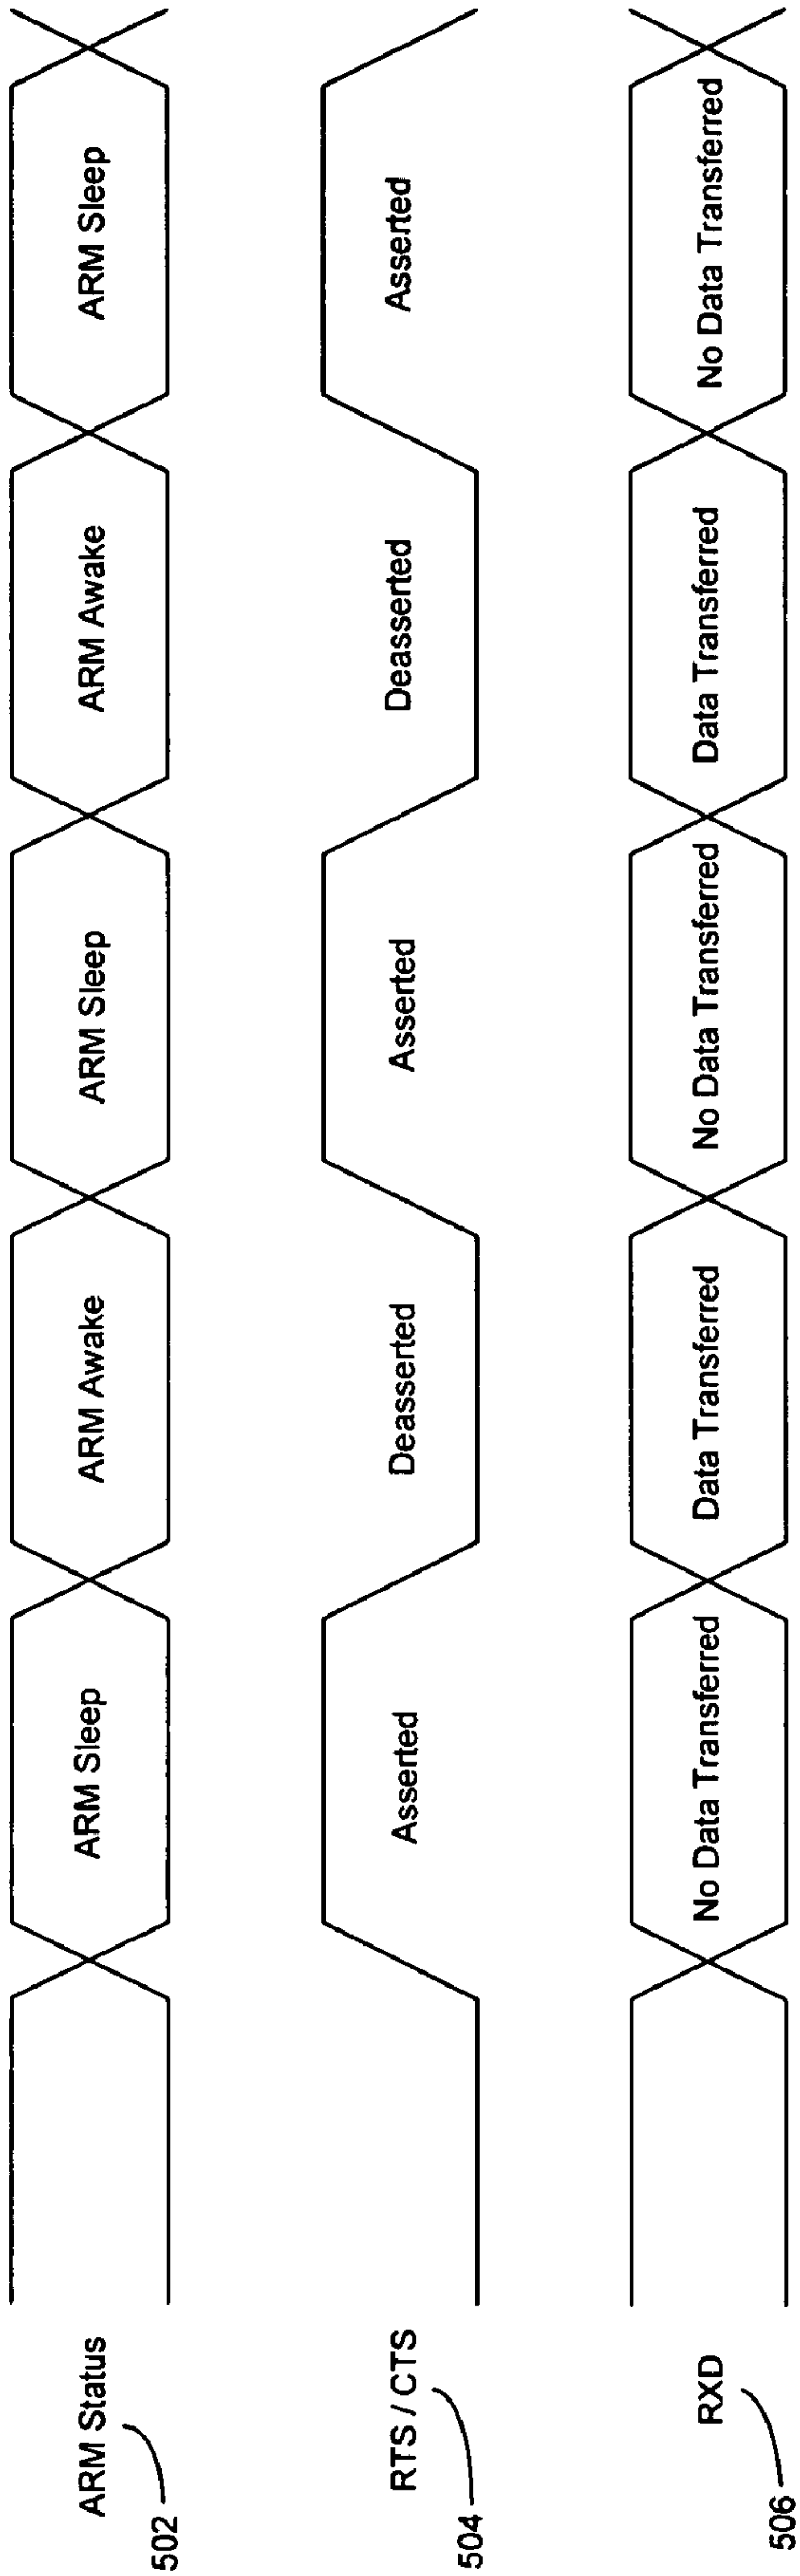 ARM Status
502
ARM Sleep
ARM Awake
ARM Sleep
ARM Awake
ARM Sleep
RTS / CTS
504
Asserted
Deasserted
Asserted
Deasserted
Asserted
RXD
506
No Data Transferred
Data Transferred
No Data Transferred
Data Transferred
No Data Transferred